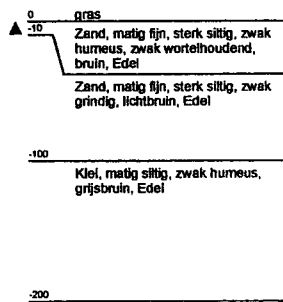 0 gras
-10 Zand, matig fijn, sterk siltig, zwak
humeus, zwak wortelhoudend,
bruin, Edel
Zand, matig fijn, sterk siltig, zwak
grindig, lichtbruin, Edel
-100
Klei, matig siltig, zwak humeus,
grijsbruin, Edel
-200